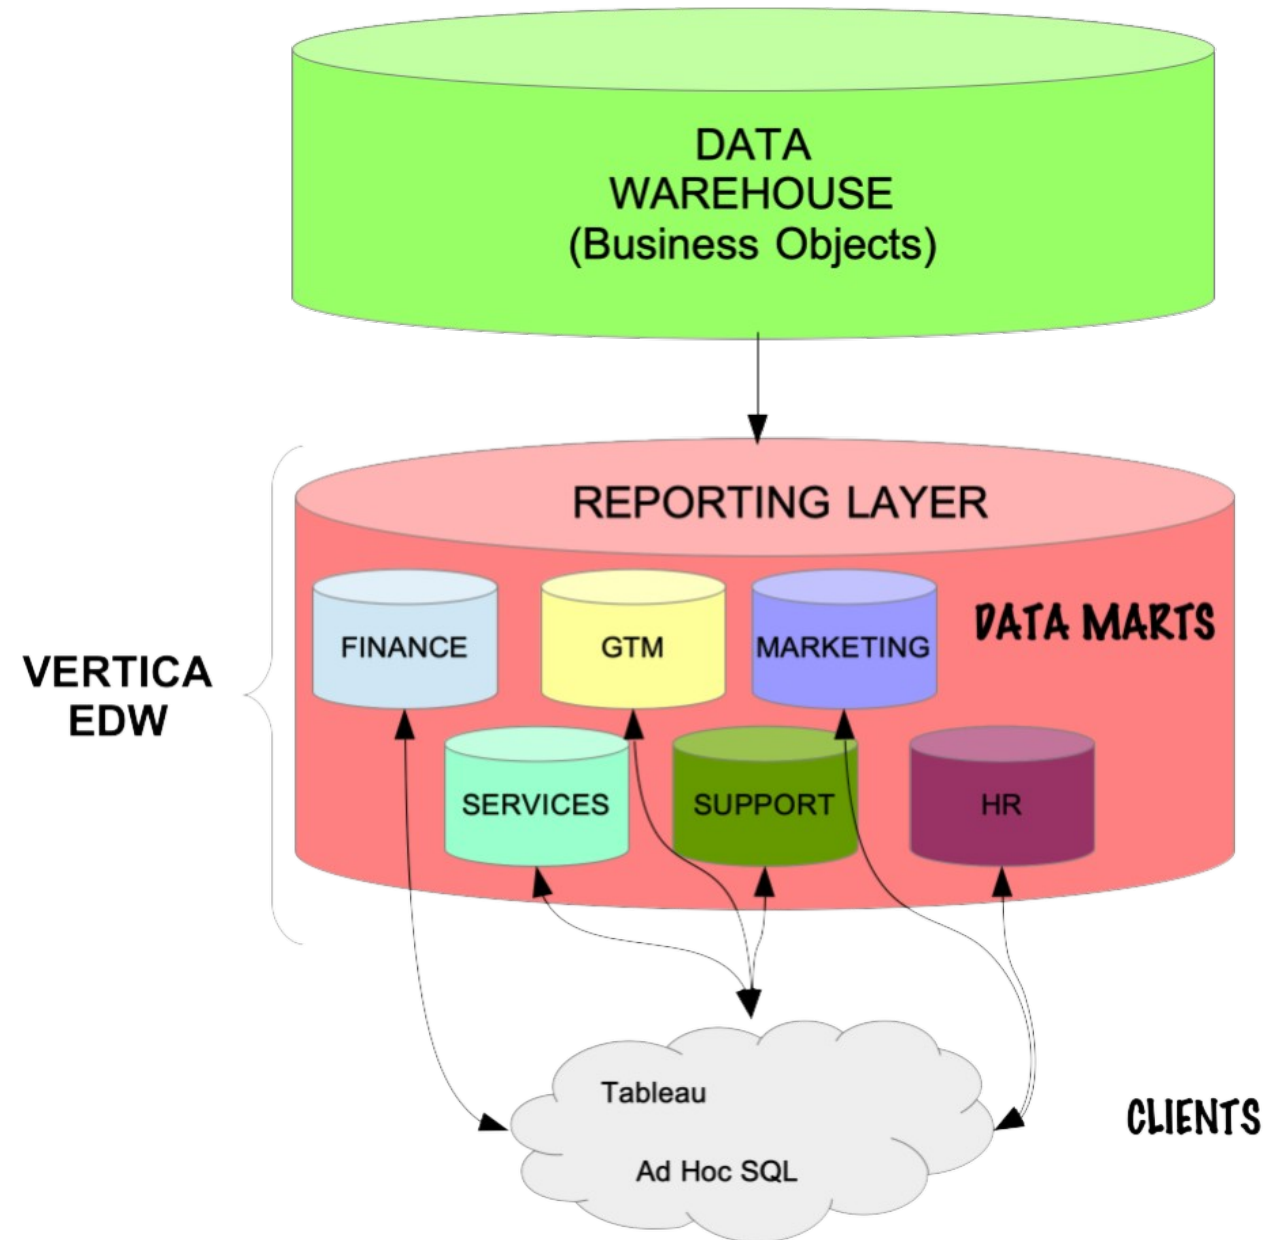 DATA
WAREHOUSE
(Business Objects)
REPORTING LAYER
FINANCE
GTM
MARKETING
DATA MARTS
VERTICA
EDW
SERVICES
SUPPORT
HR
Tableau
CLIENTS
Ad Hoc SQL